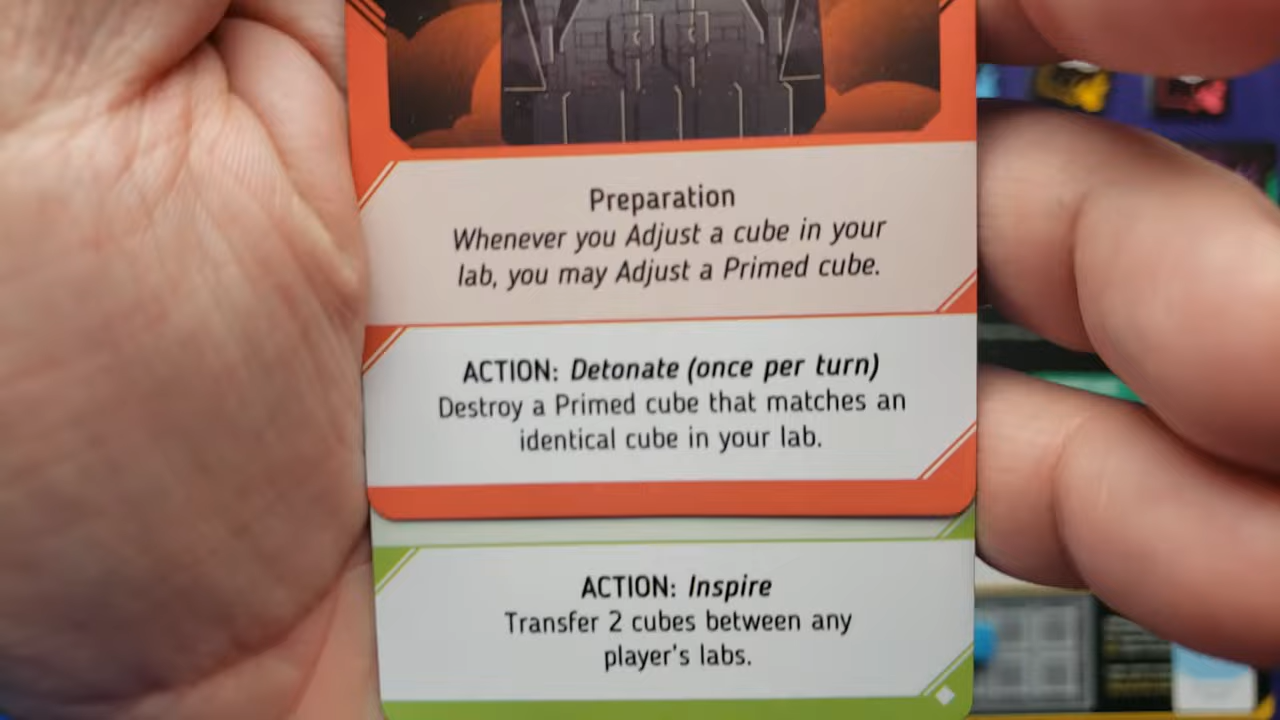 Preparation
Whenever you Adjust a cube in your
lab, you may Adjust a Primed cube.
ACTION: Detonate (once per turn)
Destroy a Primed cube that matches an
identical cube in your lab.
ACTION: Inspire
Transfer 2 cubes between any
player's labs.